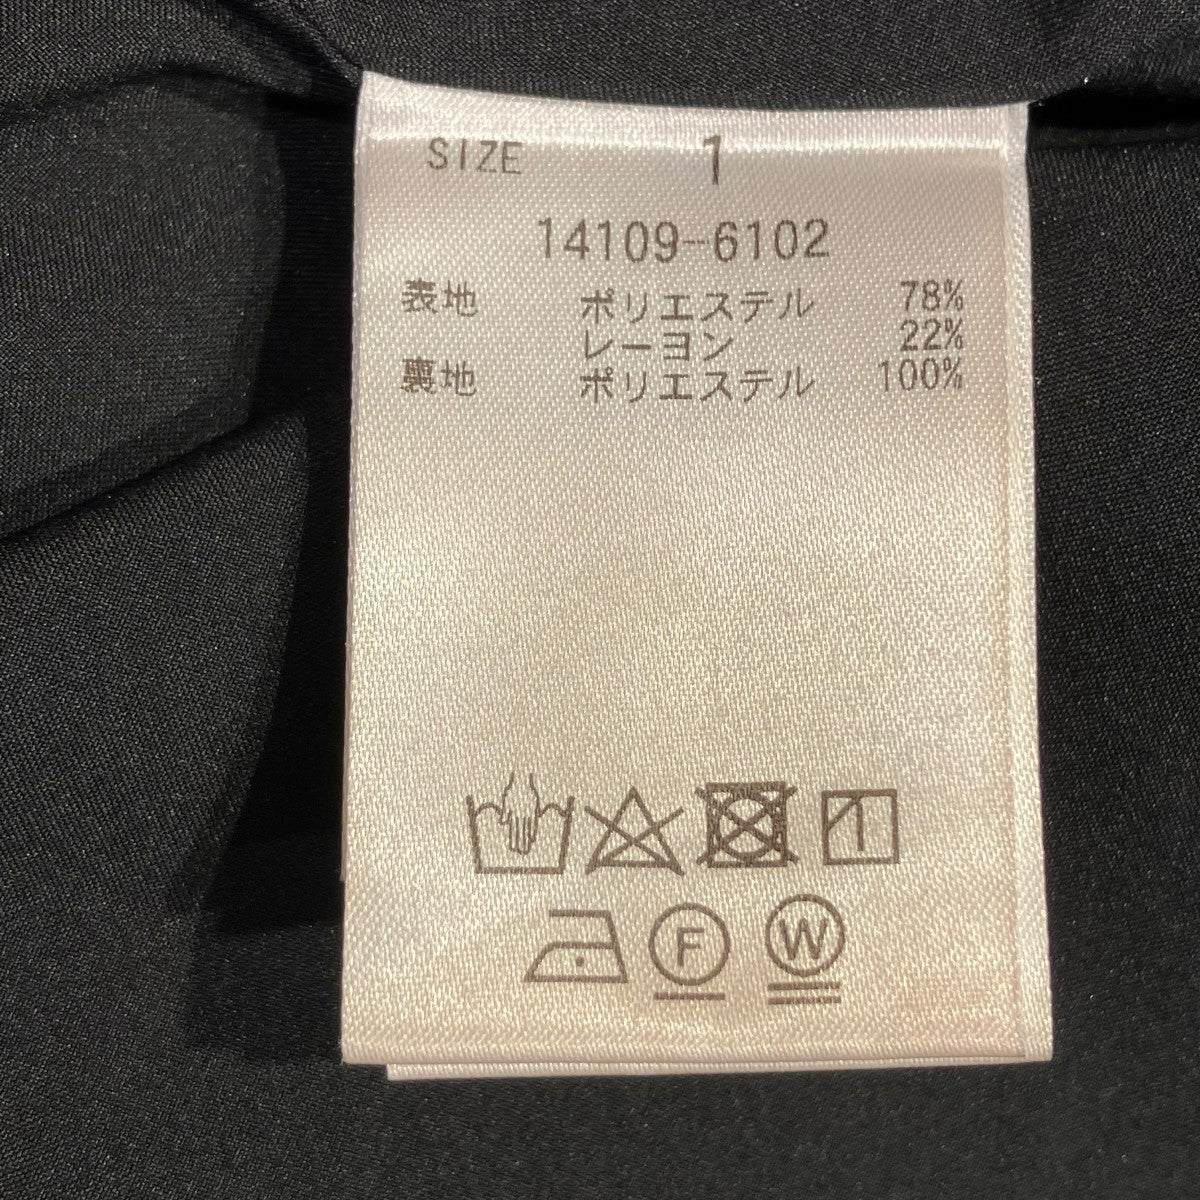 SIZE 1
14109-6102
表地 ポリエステル 78%
レーヨン 22%
裏地 ポリエステル 100%
1
F W